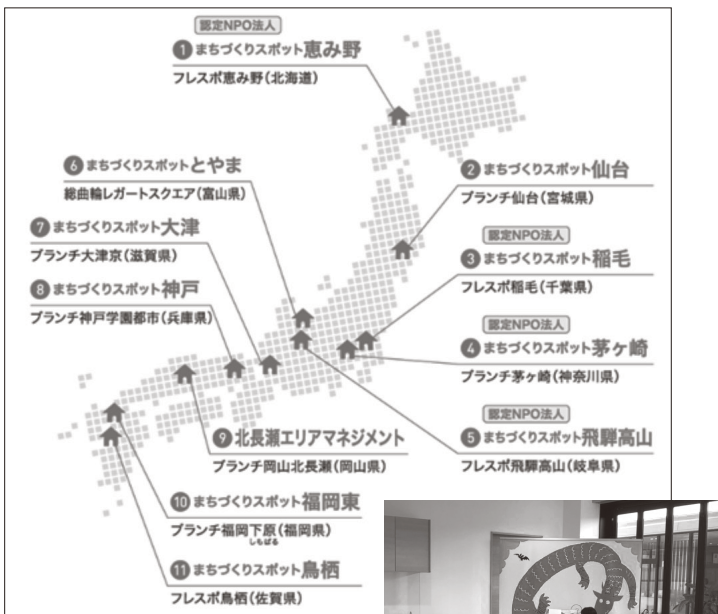 認定NPO法人
1 まちづくりスポット恵み野
フレスポ恵み野(北海道)
6 まちづくりスポットとやま
総曲輪レガートスクエア(富山県)
2 まちづくりスポット仙台
ブランチ仙台(宮城県)
7 まちづくりスポット大津
ブランチ大津京(滋賀県)
認定NPO法人
3 まちづくりスポット稲毛
フレスポ稲毛(千葉県)
8 まちづくりスポット神戸
ブランチ神戸学園都市(兵庫県)
認定NPO法人
4 まちづくりスポット茅ヶ崎
ブランチ茅ヶ崎(神奈川県)
認定NPO法人
5 まちづくりスポット飛騨高山
フレスポ飛騨高山(岐阜県)
9 北長瀬エリアマネジメント
ブランチ岡山北長瀬(岡山県)
10 まちづくりスポット福岡東
ブランチ福岡下原(福岡県)
しもばる
11 まちづくりスポット鳥栖
フレスポ鳥栖(佐賀県)